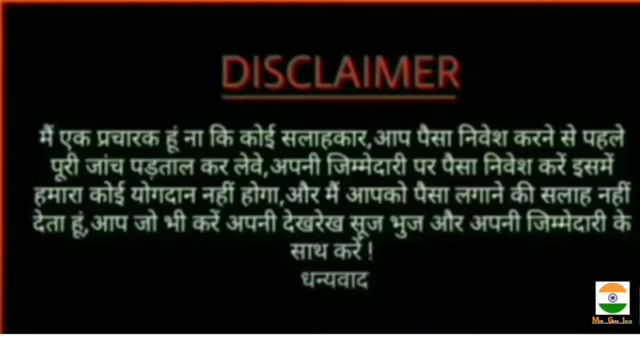 DISCLAIMER
मैं एक प्रचारक हूं ना कि कोई सलाहकार,आप पैसा निवेश करने से पहले
पूरी जांच पड़ताल कर लेवे,अपनी जिम्मेदारी पर पैसा निवेश करें इसमें
हमारा कोई योगदान नहीं होगा,और मैं आपको पैसा लगाने की सलाह नहीं
देता हूं,आप जो भी करें अपनी देखरेख सूज भुज और अपनी जिम्मेदारी के
साथ करें !
धन्यवाद